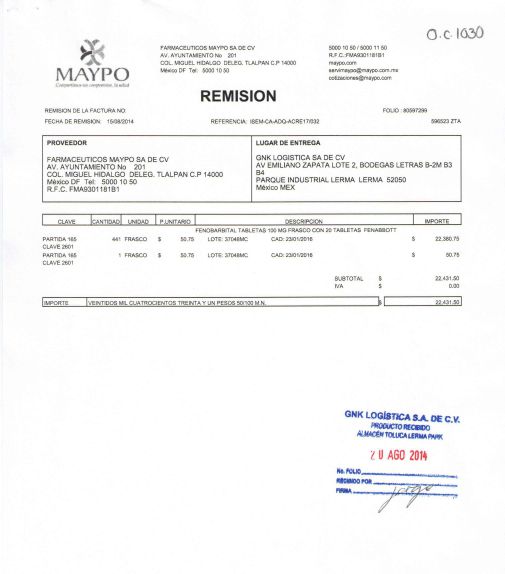 O.C. 1030
MAYPO
FARMACEUTICOS MAYPO SA DE CV
AV. AYUNTAMIENTO No 201
COL. MIGUEL HIDALGO DELEG. TLALPAN C.P 14000
México DF Tel: 5000 10 50
5000 10 50 / 5000 11 50
R.F.C.:FMA9301181B1
maypo.com
servimaypo@maypo.com.mx
cotizaciones@maypo.com
REMISION
REMISION DE LA FACTURA NO:
FOLIO : 80597299
FECHA DE REMISION: 15/08/2014
REFERENCIA: ISEM-CA-ADQ-ACRE17/032
596523 ZTA
PROVEEDOR
FARMACEUTICOS MAYPO SA DE CV
AV. AYUNTAMIENTO No 201
COL. MIGUEL HIDALGO DELEG. TLALPAN C.P 14000
México DF Tel: 5000 10 50
R.F.C. FMA9301181B1
LUGAR DE ENTREGA
GNK LOGISTICA SA DE CV
AV EMILIANO ZAPATA LOTE 2, BODEGAS LETRAS B-2M B3
B4
PARQUE INDUSTRIAL LERMA LERMA 52050
México MEX
CLAVE CANTIDAD UNIDAD P.UNITARIO DESCRIPCION IMPORTE
FENOBARBITAL TABLETAS 100 MG FRASCO CON 20 TABLETAS FENABBOTT
PARTIDA 165 441 FRASCO $ 50.75 LOTE: 37048MC CAD: 23/01/2016 $ 22,380.75
CLAVE 2601
PARTIDA 165 1 FRASCO $ 50.75 LOTE: 37048MC CAD: 23/01/2016 $ 50.75
CLAVE 2601
SUBTOTAL $ 22,431.50
IVA $ 0.00
IMPORTE VEINTIDOS MIL CUATROCIENTOS TREINTA Y UN PESOS 50/100 M.N. $ 22,431.50
GNK LOGÍSTICA S.A. DE C.V.
PRODUCTO RECIBIDO
ALMACÉN TOLUCA LERMA PARK
20 AGO 2014
No. FOLIO
RECIBIDO POR
FIRMA